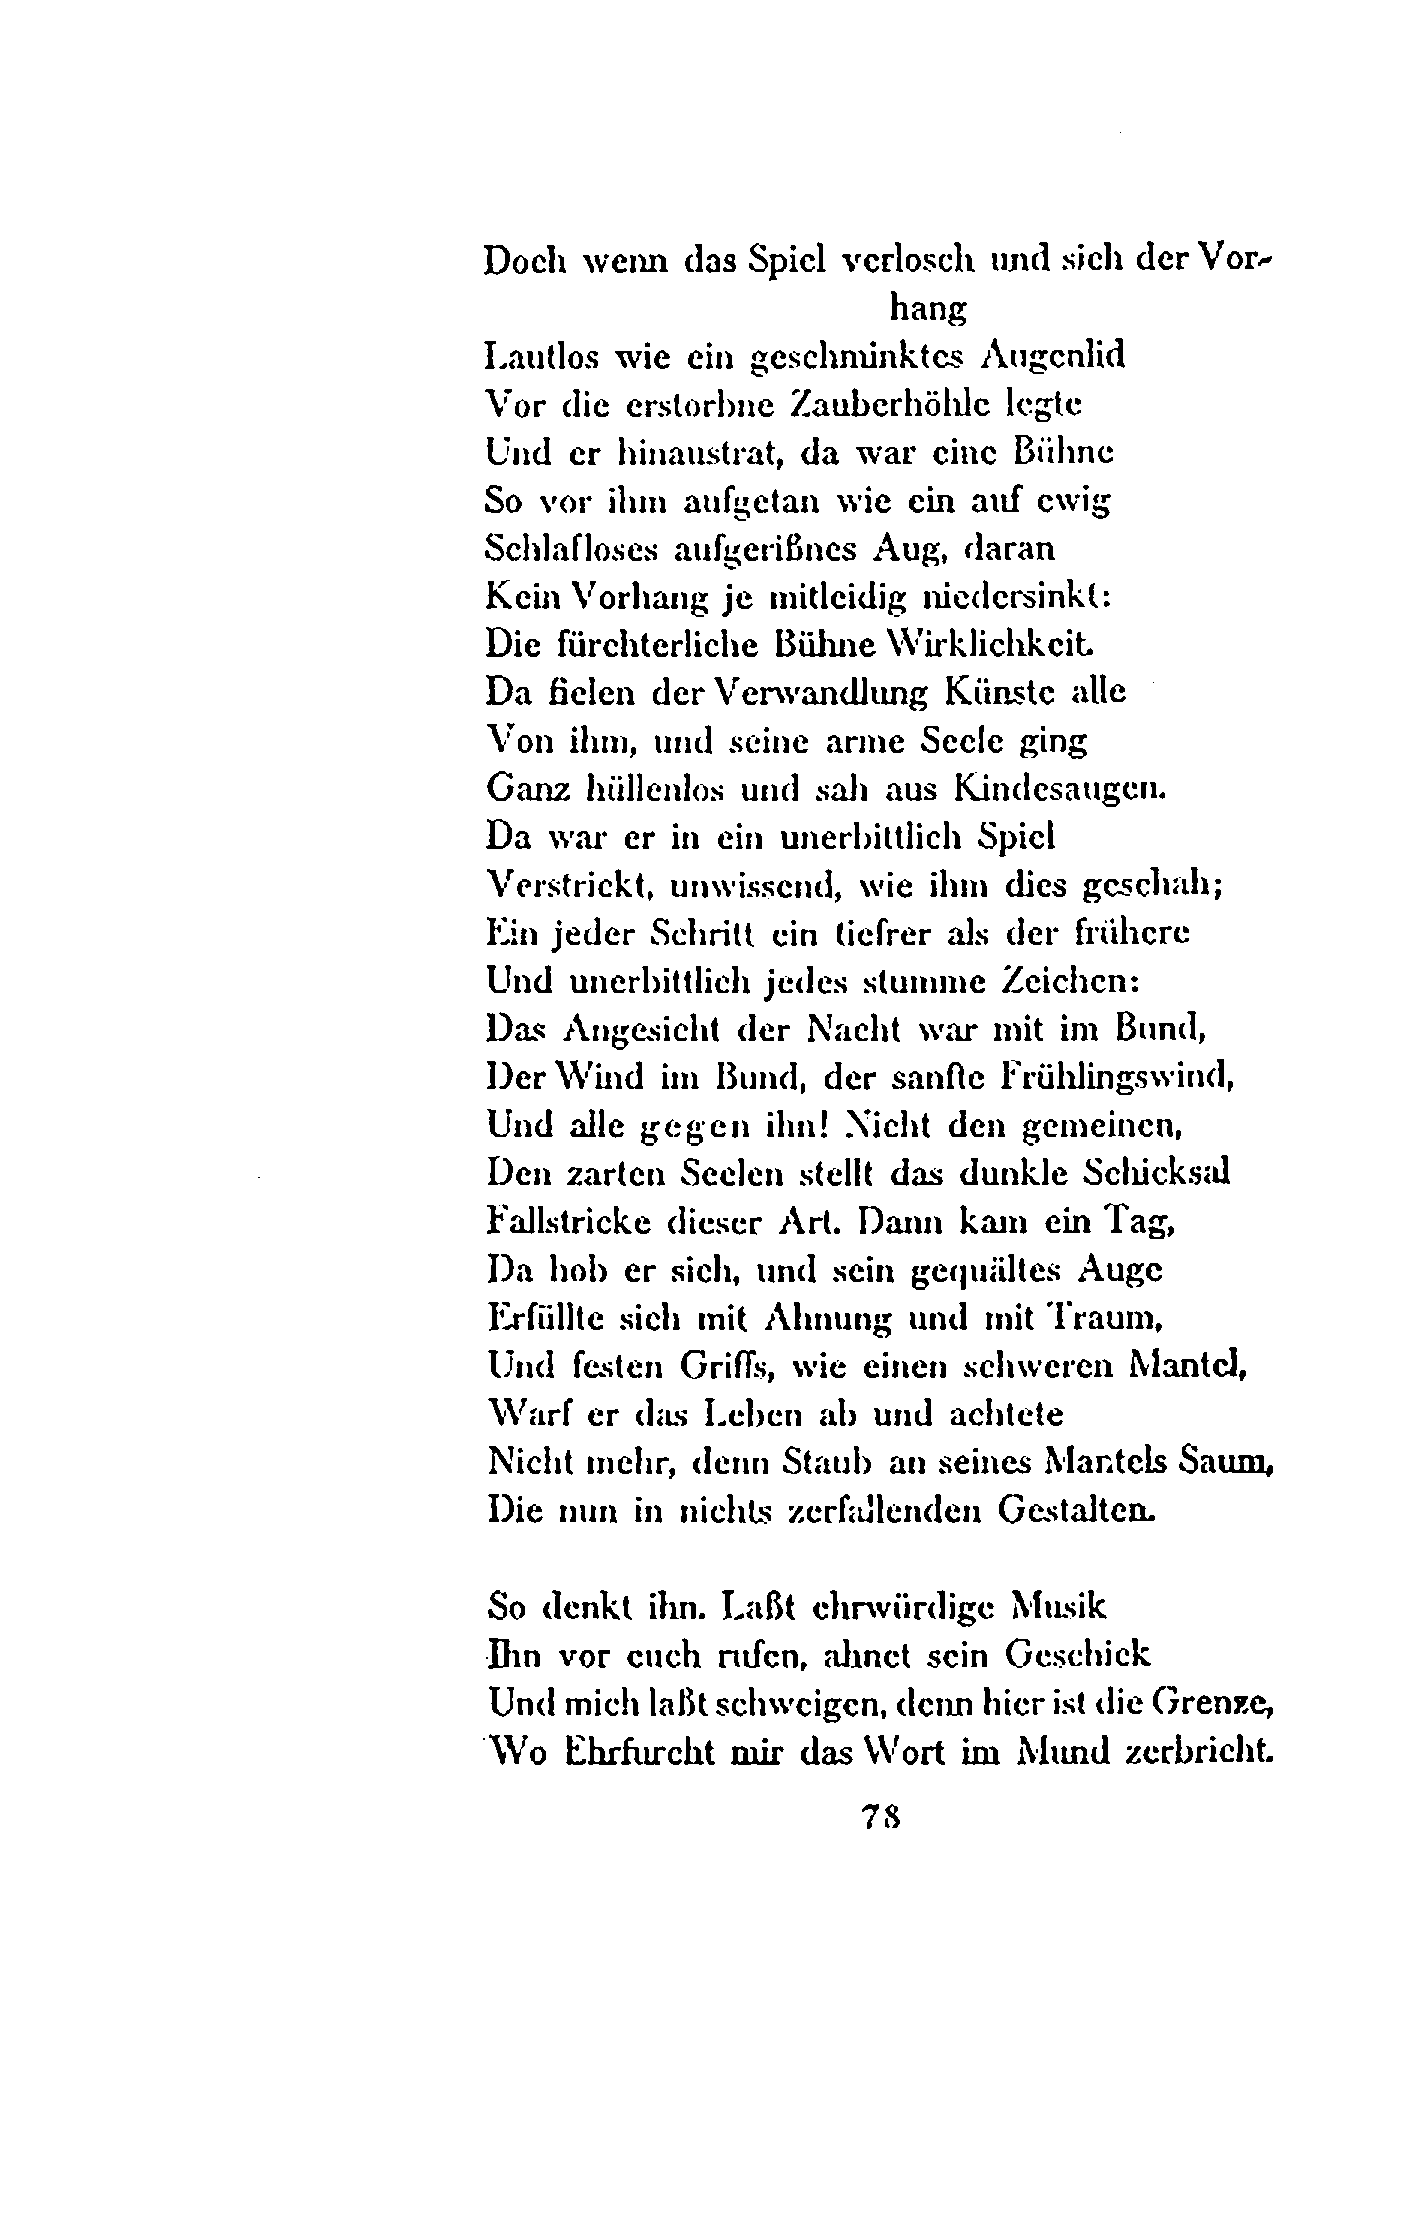 Doch wenn das Spiel verlosch und sich der Vor-
hang
Lautlos wie ein geschminktes Augenlid
Vor die erstorbne Zauberhöhle legte
Und er hinaustrat, da war eine Bühne
So vor ihm aufgetan wie ein auf ewig
Schlafloses aufgerißnes Aug, daran
Kein Vorhang je mitleidig niedersinkt:
Die fürchterliche Bühne Wirklichkeit.
Da fielen der Verwandlung Künste alle
Von ihm, und seine arme Seele ging
Ganz hüllenlos und sah aus Kindesaugen.
Da war er in ein unerbittlich Spiel
Verstrickt, unwissend, wie ihm dies geschah;
Ein jeder Schritt ein tiefrer als der frühere
Und unerbittlich jedes stumme Zeichen:
Das Angesicht der Nacht war mit im Bund,
Der Wind im Bund, der sanfte Frühlingswind,
Und alle gegen ihn! Nicht den gemeinen,
Den zarten Seelen stellt das dunkle Schicksal
Fallstricke dieser Art. Dann kam ein Tag,
Da hob er sich, und sein gequältes Auge
Erfüllte sich mit Ahnung und mit Traum,
Und festen Griffs, wie einen schweren Mantel,
Warf er das Leben ab und achtete
Nicht mehr, denn Staub an seines Mantels Saum,
Die nun in nichts zerfallenden Gestalten.
So denkt ihn. Laßt ehrwürdige Musik
Ihn vor euch rufen, ahnet sein Geschick
Und mich laßt schweigen, denn hier ist die Grenze,
Wo Ehrfurcht mir das Wort im Mund zerbricht.
78